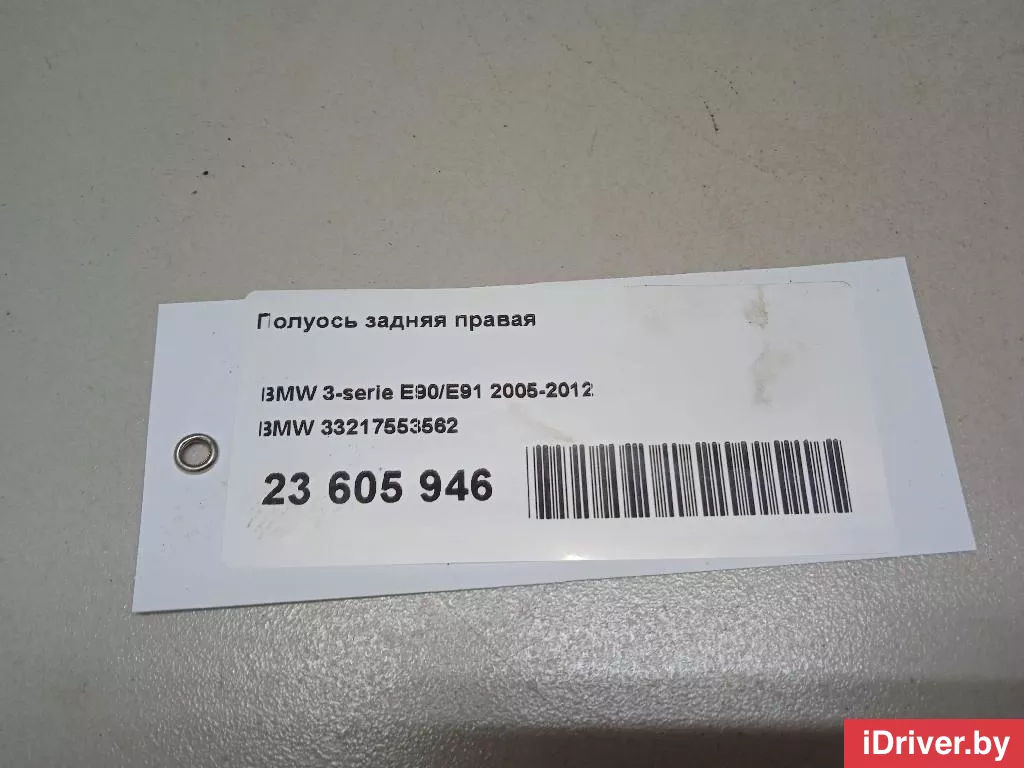 Полуось задняя правая
BMW 3-serie E90/E91 2005-2012
BMW 33217553562
23 605 946
iDriver.by